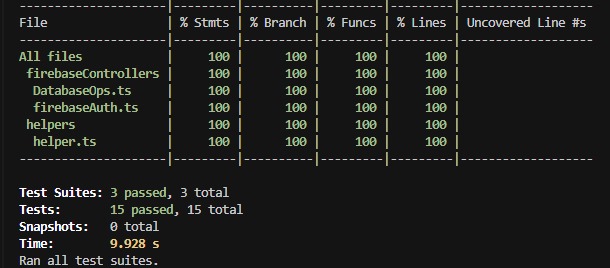 ---------------------|---------|----------|---------|---------|-------------------
File                 | % Stmts | % Branch | % Funcs | % Lines | Uncovered Line #s
---------------------|---------|----------|---------|---------|-------------------
All files            |     100 |      100 |     100 |     100 |
 firebaseControllers |     100 |      100 |     100 |     100 |
  DatabaseOps.ts     |     100 |      100 |     100 |     100 |
  firebaseAuth.ts    |     100 |      100 |     100 |     100 |
 helpers             |     100 |      100 |     100 |     100 |
  helper.ts          |     100 |      100 |     100 |     100 |
---------------------|---------|----------|---------|---------|-------------------
Test Suites: 3 passed, 3 total
Tests:       15 passed, 15 total
Snapshots:   0 total
Time:        9.928 s
Ran all test suites.